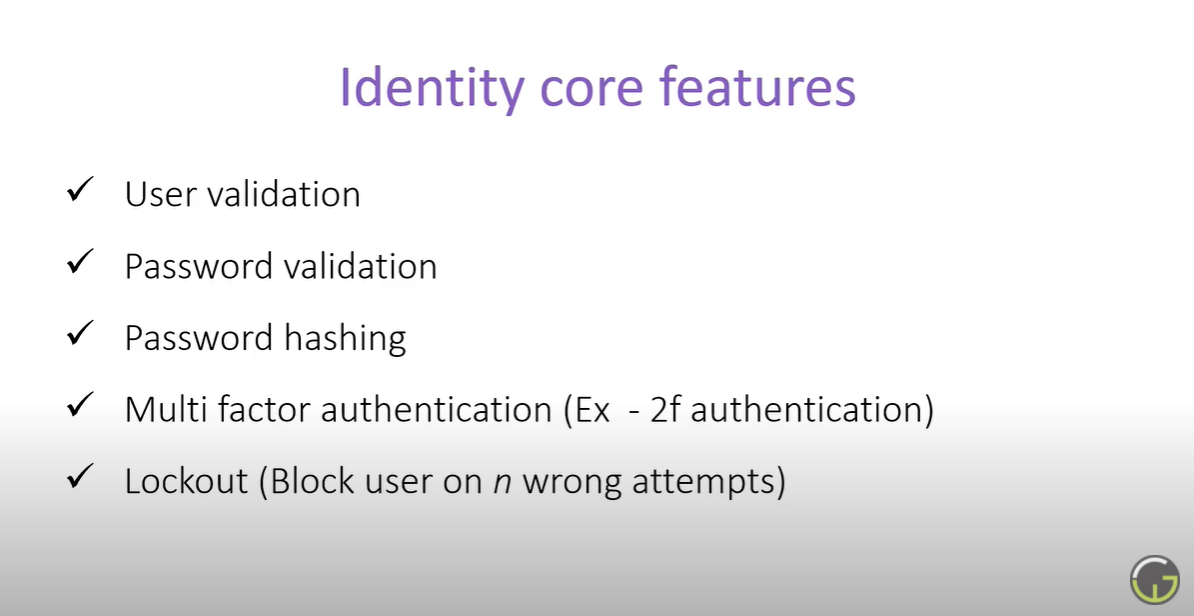 Identity core features
✓ User validation
✓ Password validation
✓ Password hashing
✓ Multi factor authentication (Ex - 2f authentication)
✓ Lockout (Block user on n wrong attempts)